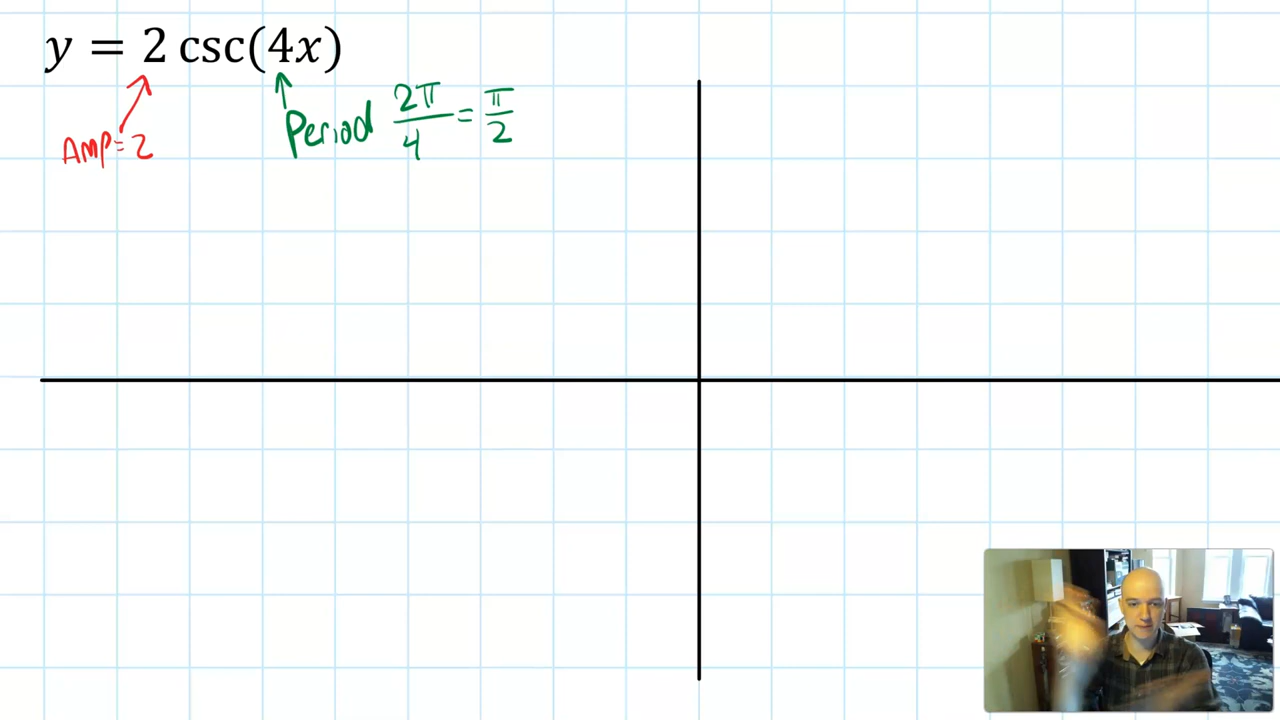 y = 2 csc(4x)
Amp=2
Period 2π/4 = π/2